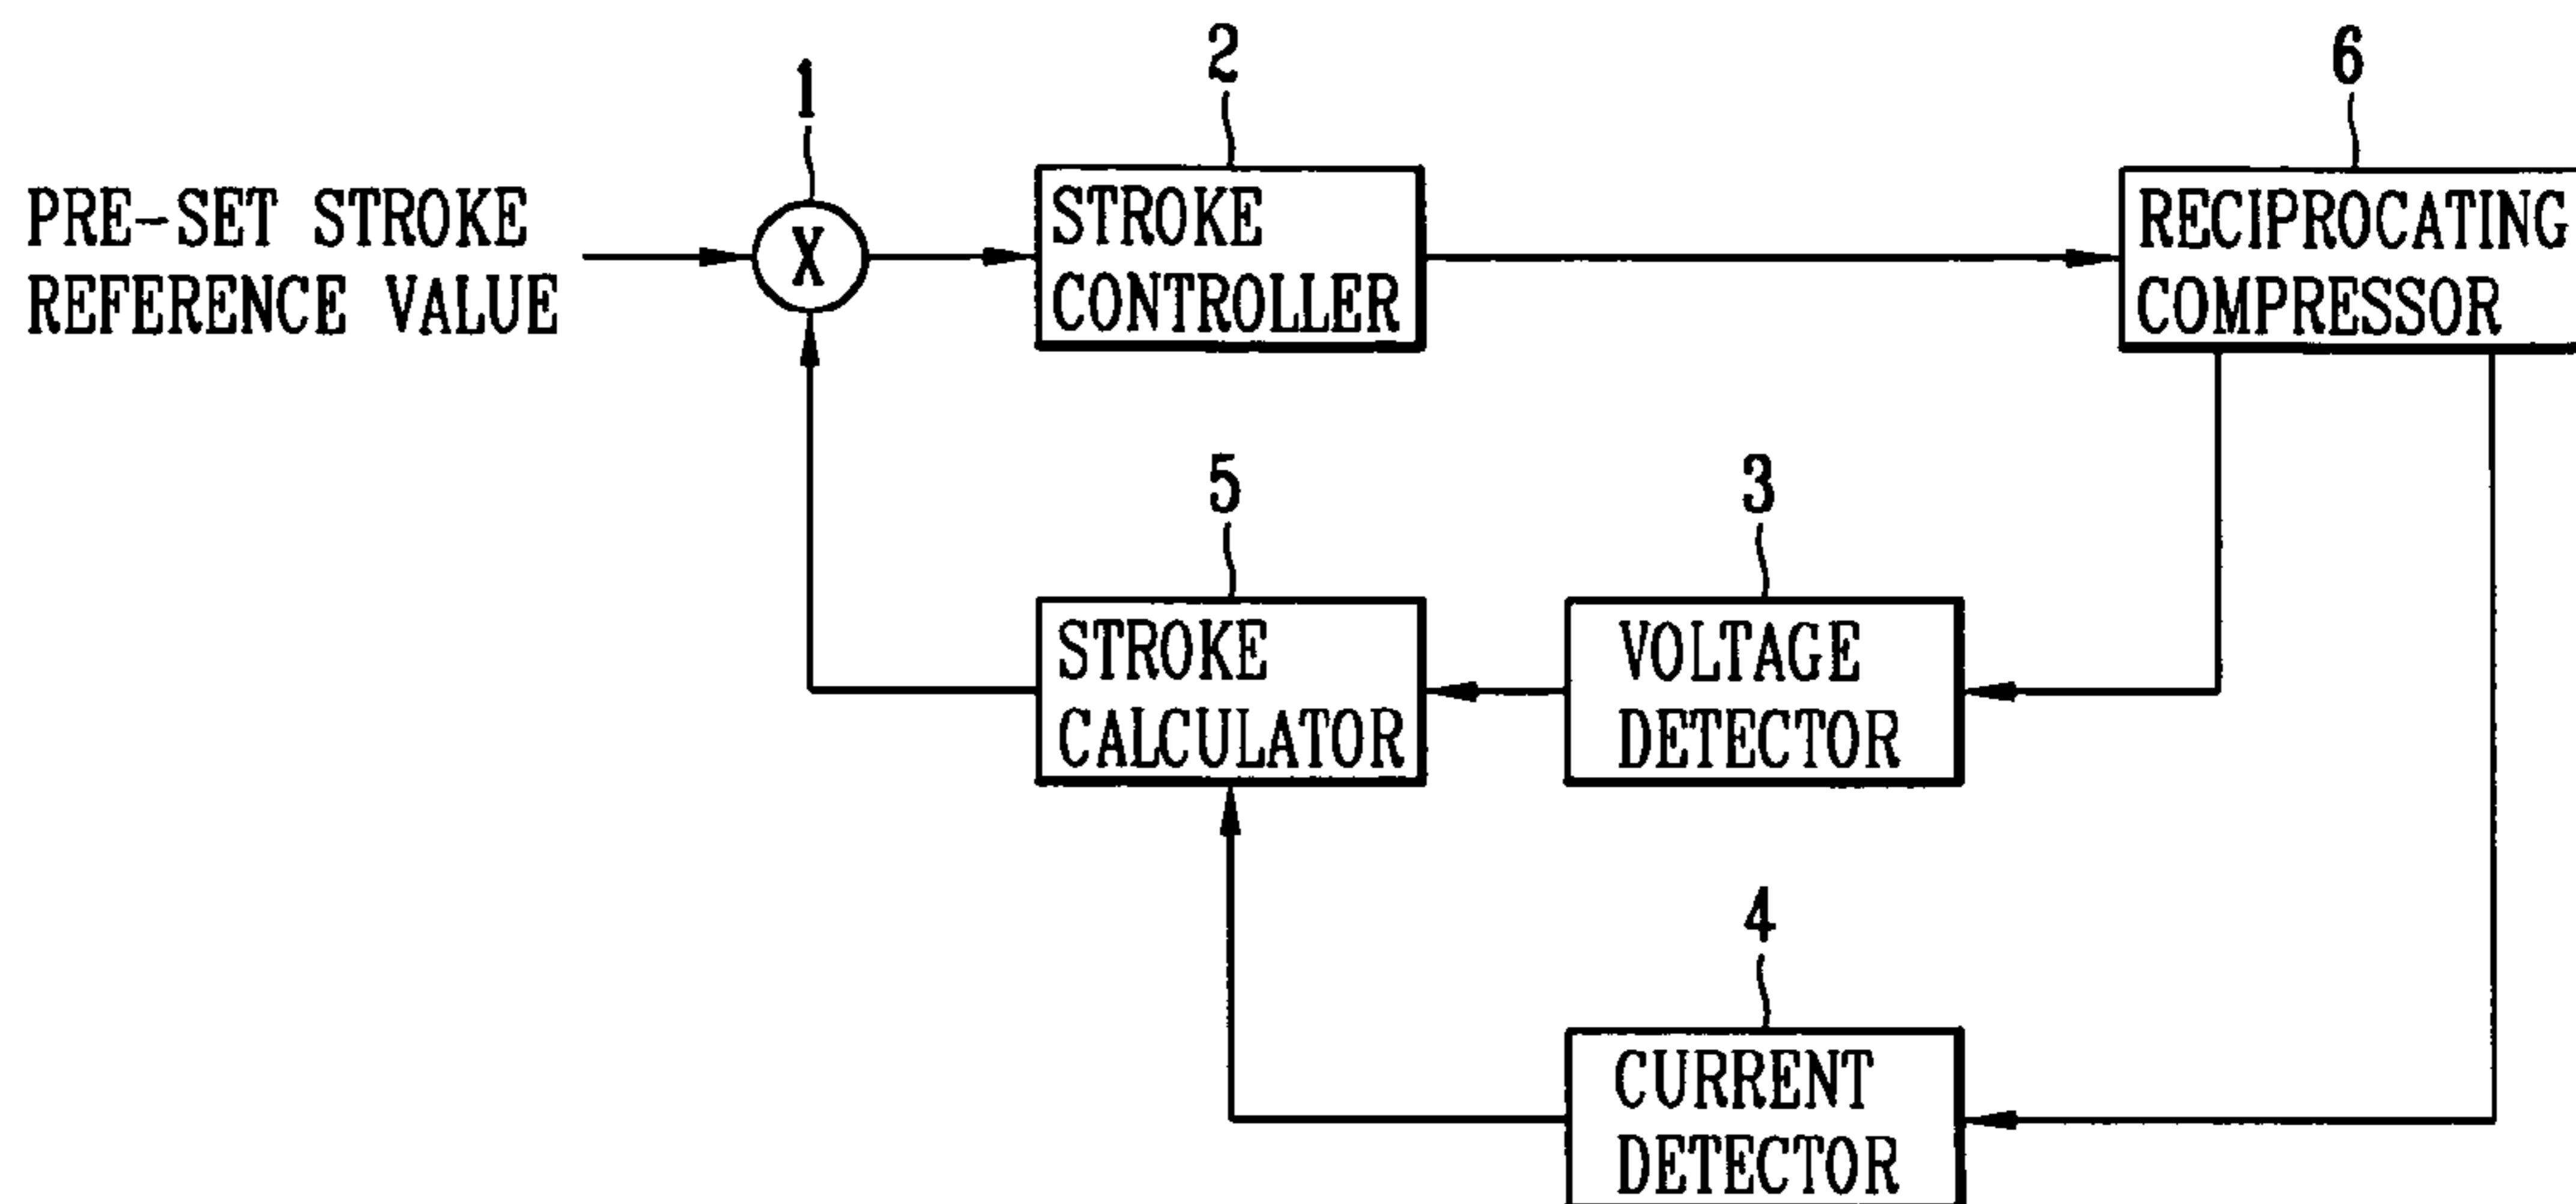 1
2
6
PRE-SET STROKE
REFERENCE VALUE
X
STROKE
CONTROLLER
RECIPROCATING
COMPRESSOR
5
3
STROKE
CALCULATOR
VOLTAGE
DETECTOR
4
CURRENT
DETECTOR